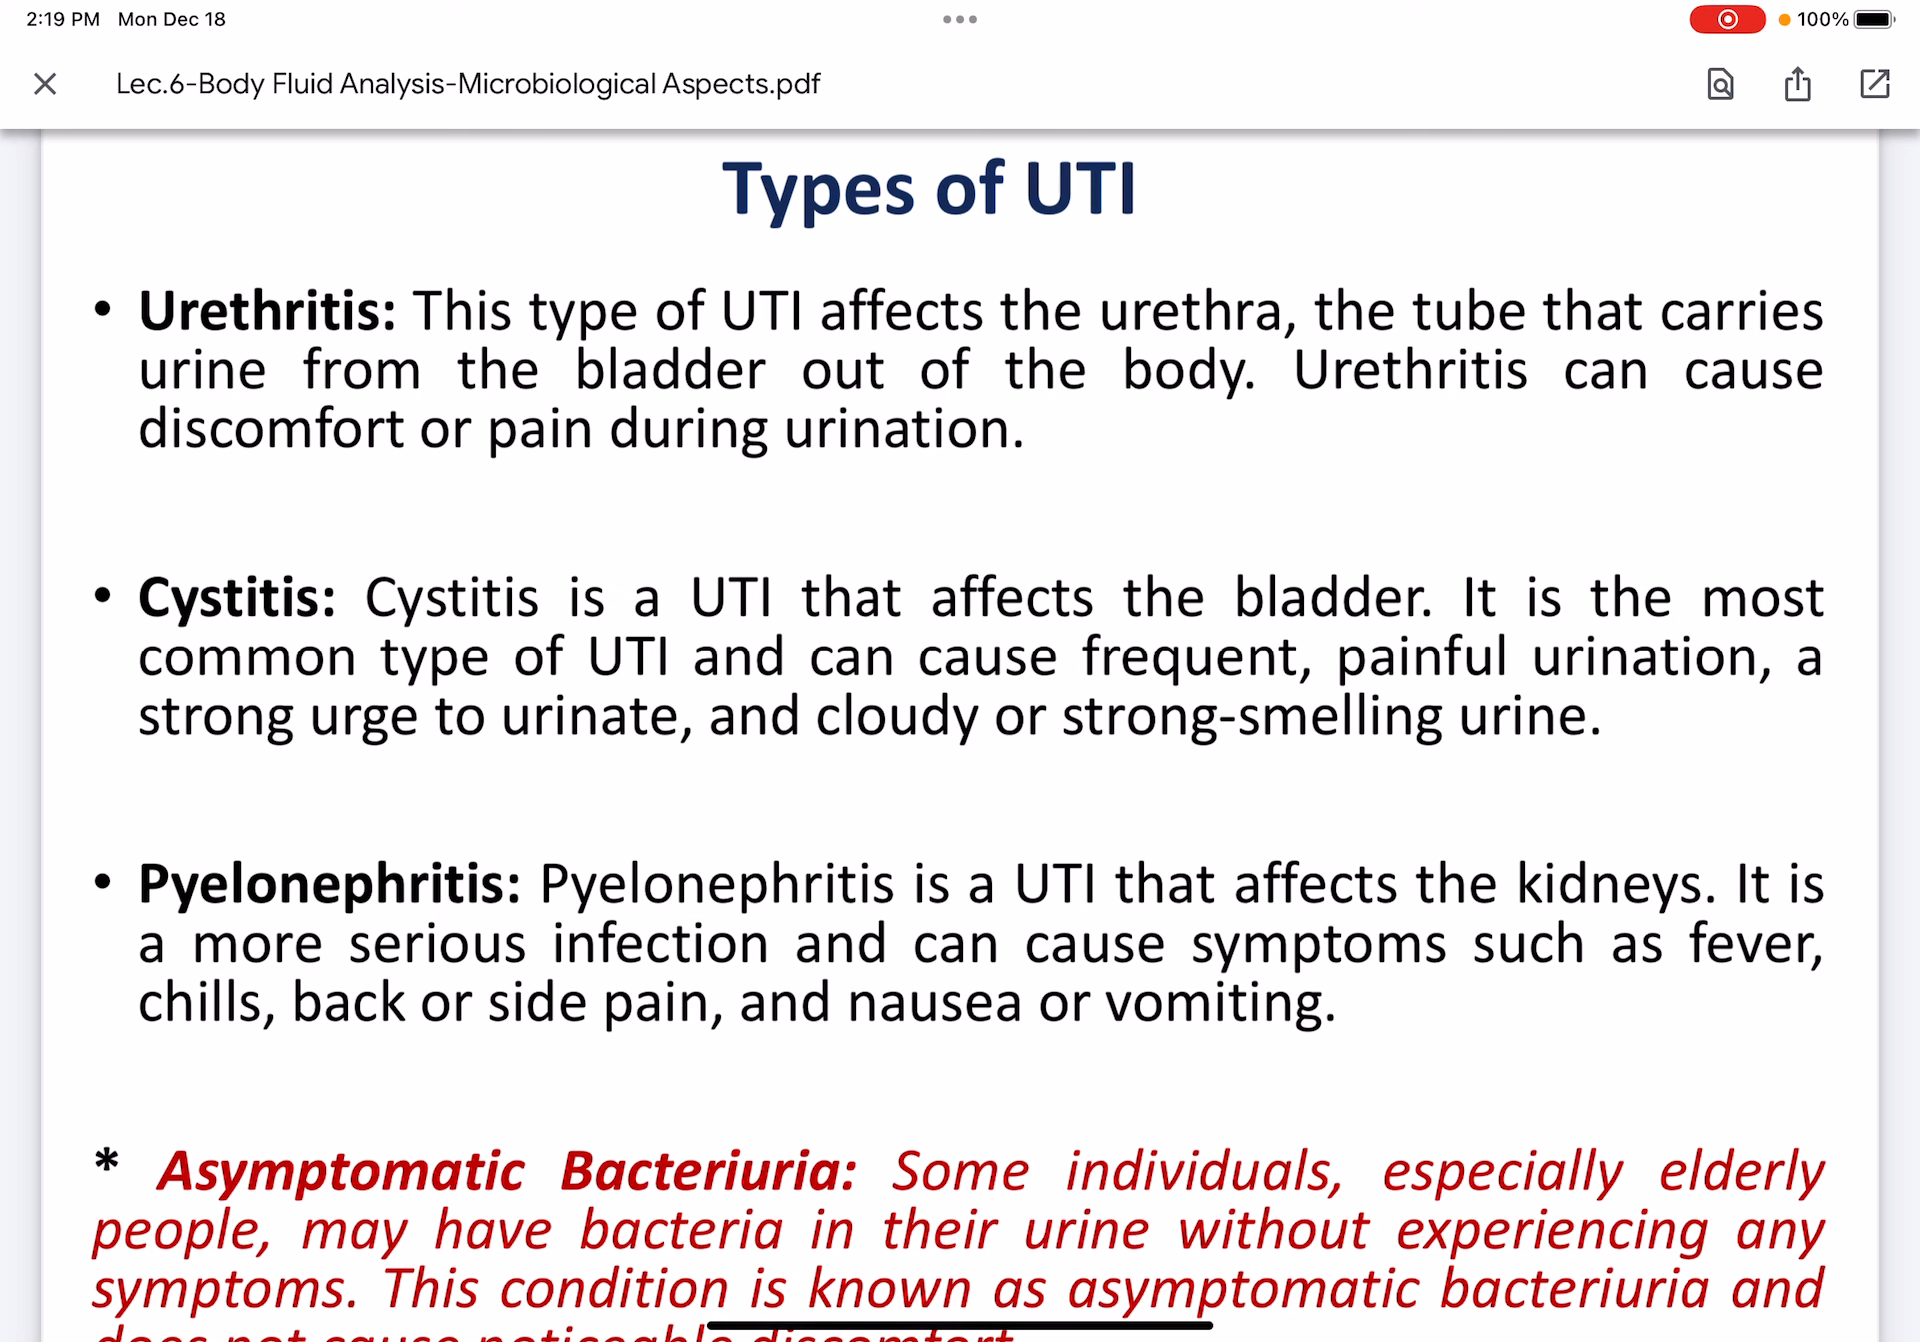 2:19 PM Mon Dec 18
100%
Lec.6-Body Fluid Analysis-Microbiological Aspects.pdf
Types of UTI
• Urethritis: This type of UTI affects the urethra, the tube that carries
urine from the bladder out of the body. Urethritis can cause
discomfort or pain during urination.
• Cystitis: Cystitis is a UTI that affects the bladder. It is the most
common type of UTI and can cause frequent, painful urination, a
strong urge to urinate, and cloudy or strong-smelling urine.
• Pyelonephritis: Pyelonephritis is a UTI that affects the kidneys. It is
a more serious infection and can cause symptoms such as fever,
chills, back or side pain, and nausea or vomiting.
* Asymptomatic Bacteriuria: Some individuals, especially elderly
people, may have bacteria in their urine without experiencing any
symptoms. This condition is known as asymptomatic bacteriuria and
does not cause noticeable discomfort.